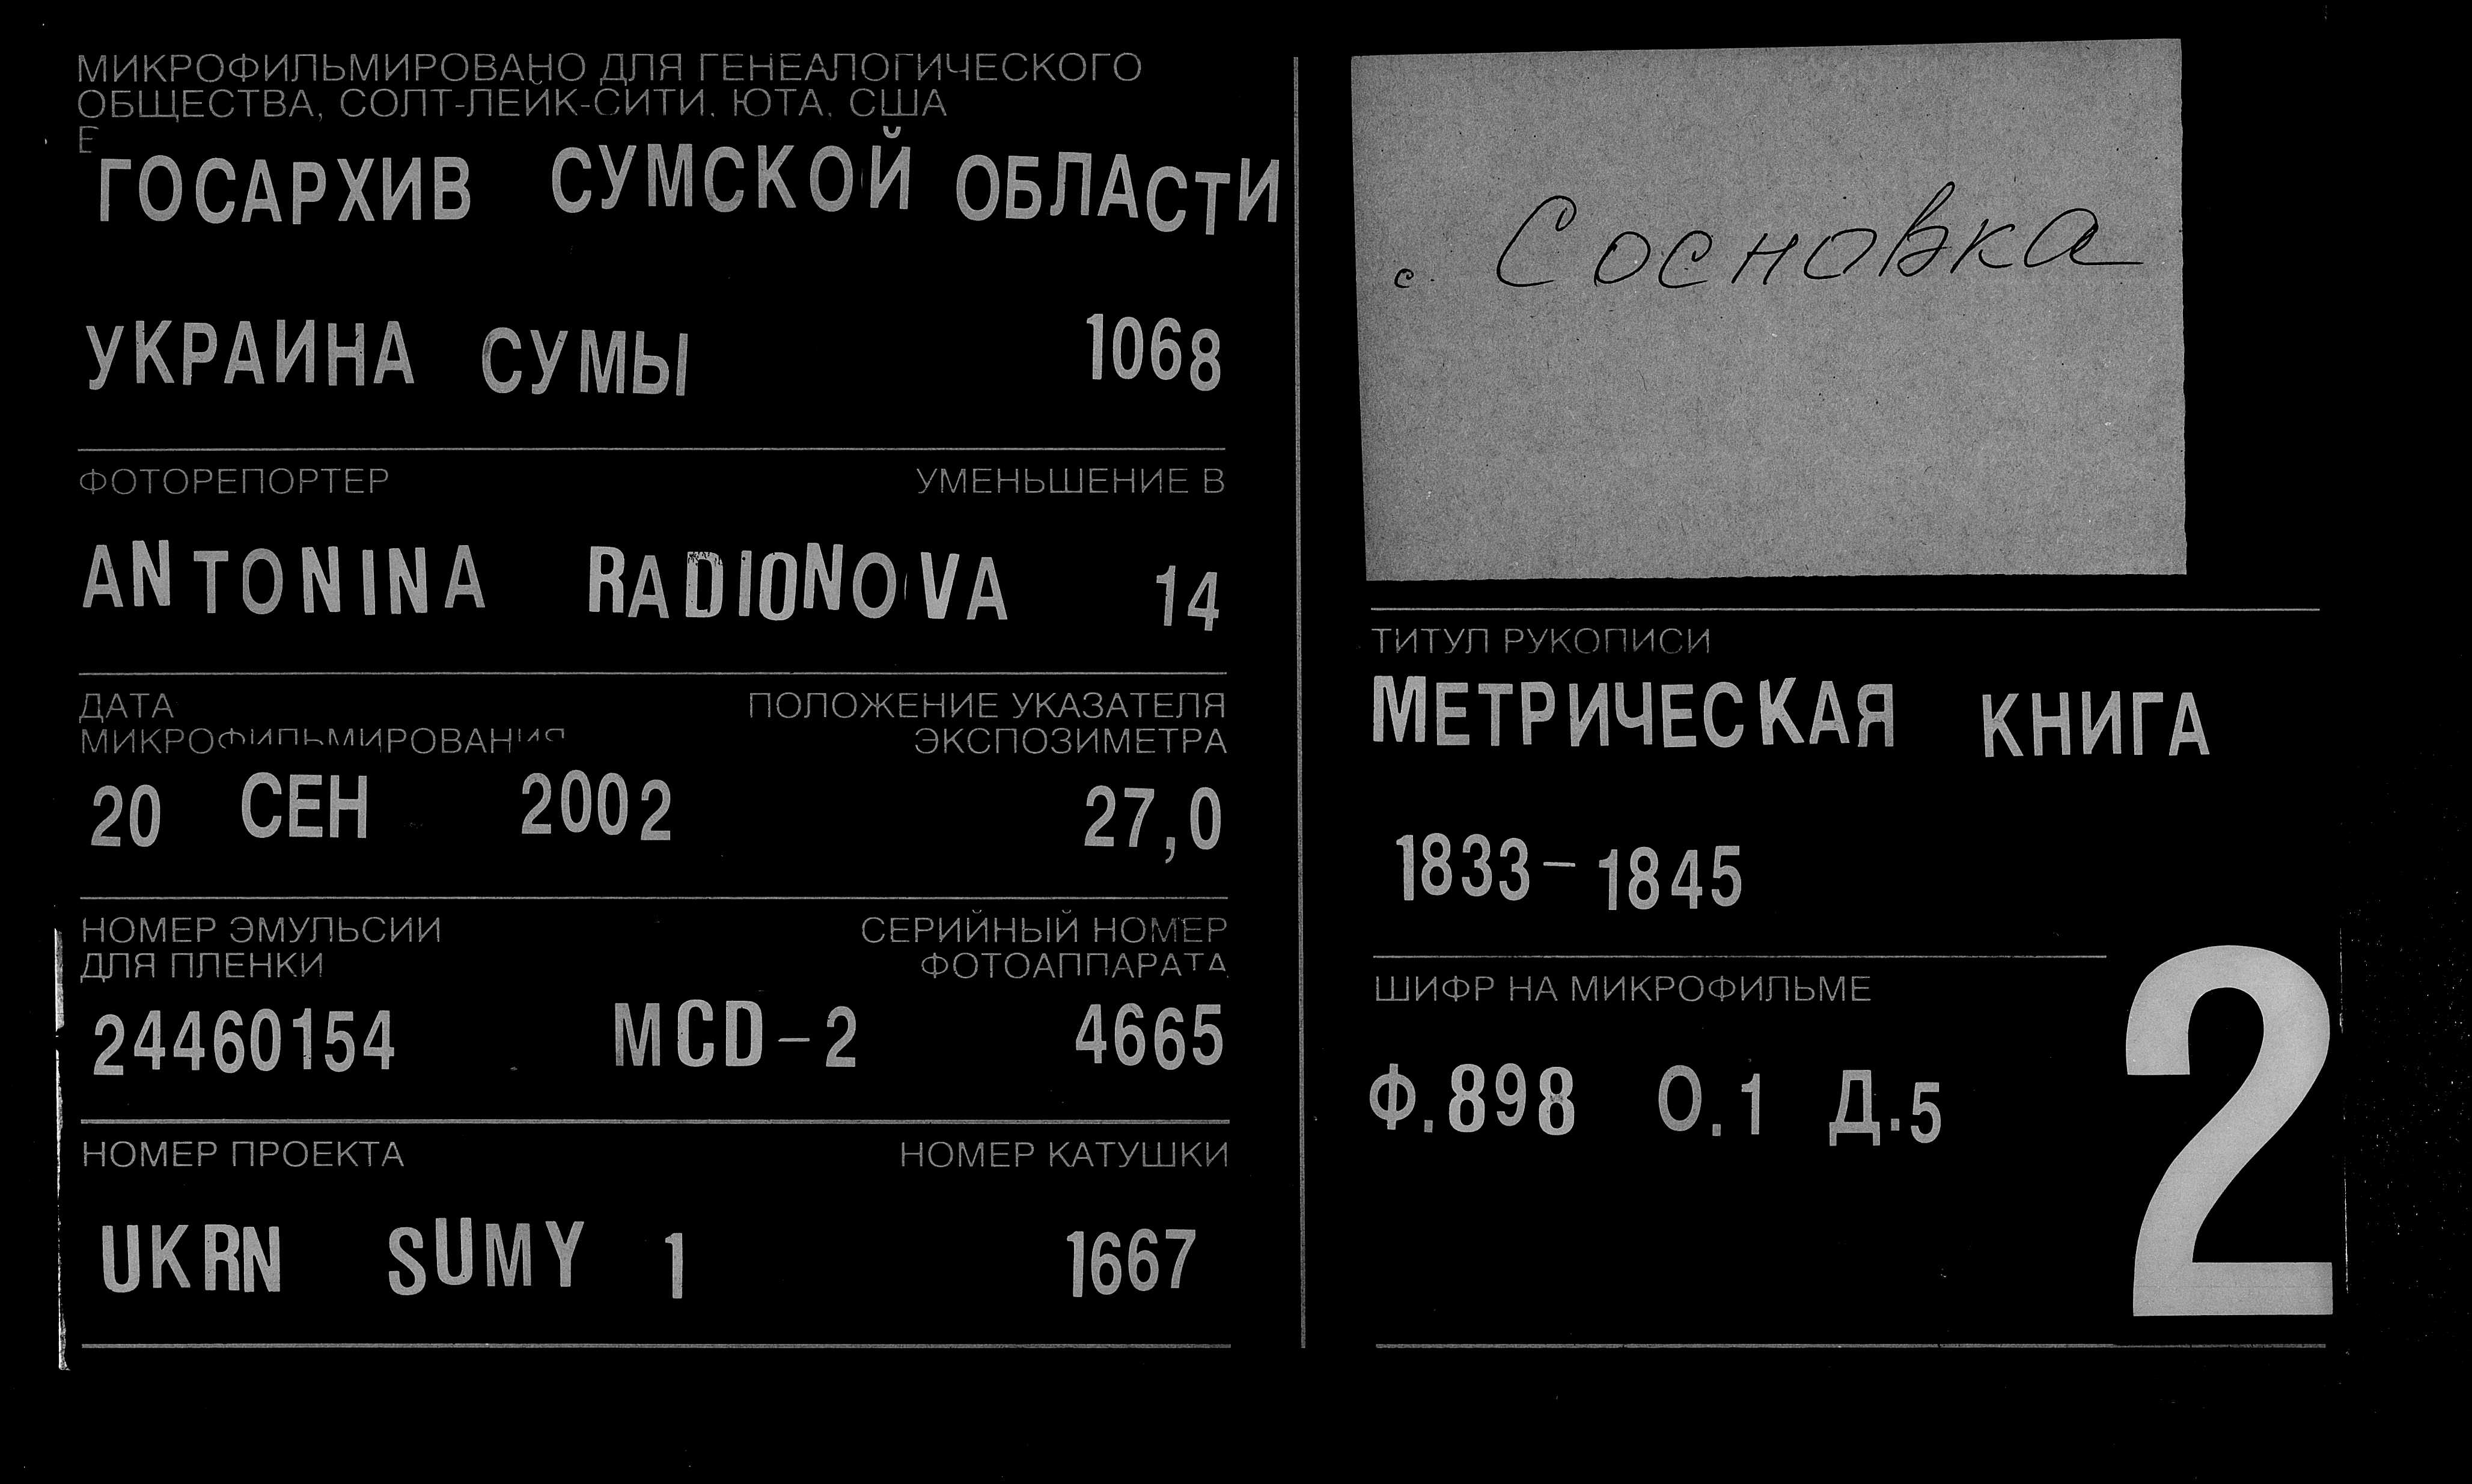 МИКРОФИЛЬМИРОВАНО ДЛЯ ГЕНЕАЛОГИЧЕСКОГО
ОБЩЕСТВА, СОЛТ-ЛЕЙК-СИТИ, ЮТА, США
Е
ГОСАРХИВ СУМСКОЙ ОБЛАСТИ
УКРАИНА СУМЫ 1068
ФОТОРЕПОРТЕР УМЕНЬШЕНИЕ В
ANTONINA RADIONOVA 14
ДАТА ПОЛОЖЕНИЕ УКАЗАТЕЛЯ
МИКРОФИЛЬМИРОВАНИЯ ЭКСПОЗИМЕТРА
20 СЕН 2002 27,0
НОМЕР ЭМУЛЬСИИ СЕРИЙНЫЙ НОМЕР
ДЛЯ ПЛЕНКИ ФОТОАППАРАТА
24460154 MCD-2 4665
НОМЕР ПРОЕКТА НОМЕР КАТУШКИ
UKRN SUMY 1 1667
с. Сосновка
ТИТУЛ РУКОПИСИ
МЕТРИЧЕСКАЯ КНИГА
1833-1845
ШИФР НА МИКРОФИЛЬМЕ
Ф.898 О.1 Д.5
2